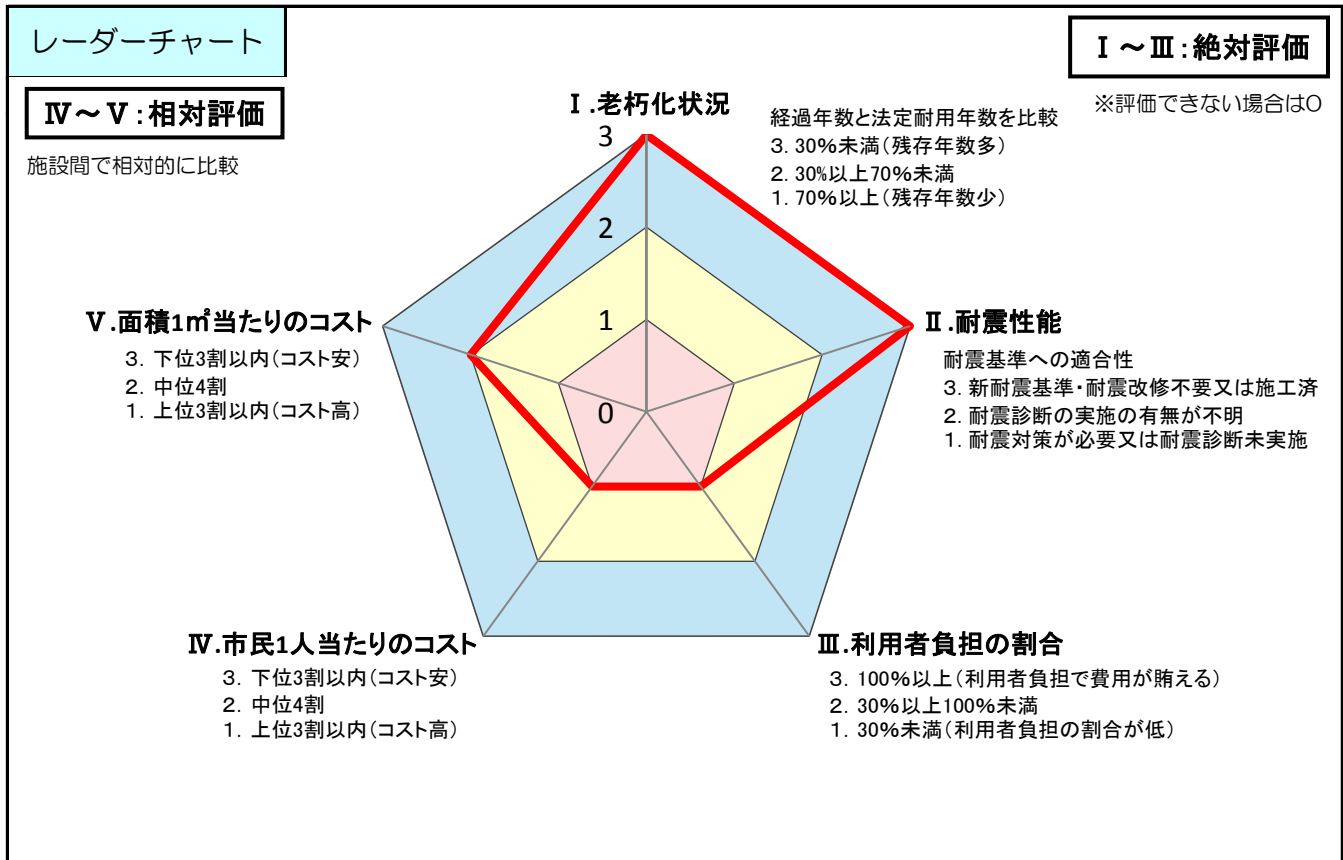 レーダーチャート
Ⅰ~Ⅲ:絶対評価
※評価できない場合は0
Ⅳ~Ⅴ:相対評価
施設間で相対的に比較
Ⅰ.老朽化状況
経過年数と法定耐用年数を比較
3. 30%未満(残存年数多)
2. 30%以上70%未満
1. 70%以上(残存年数少)
3
2
1
0
Ⅴ.面積1㎡当たりのコスト
3. 下位3割以内(コスト安)
2. 中位4割
1. 上位3割以内(コスト高)
Ⅱ.耐震性能
耐震基準への適合性
3. 新耐震基準・耐震改修不要又は施工済
2. 耐震診断の実施の有無が不明
1. 耐震対策が必要又は耐震診断未実施
Ⅳ.市民1人当たりのコスト
3. 下位3割以内(コスト安)
2. 中位4割
1. 上位3割以内(コスト高)
Ⅲ.利用者負担の割合
3. 100%以上(利用者負担で費用が賄える)
2. 30%以上100%未満
1. 30%未満(利用者負担の割合が低)